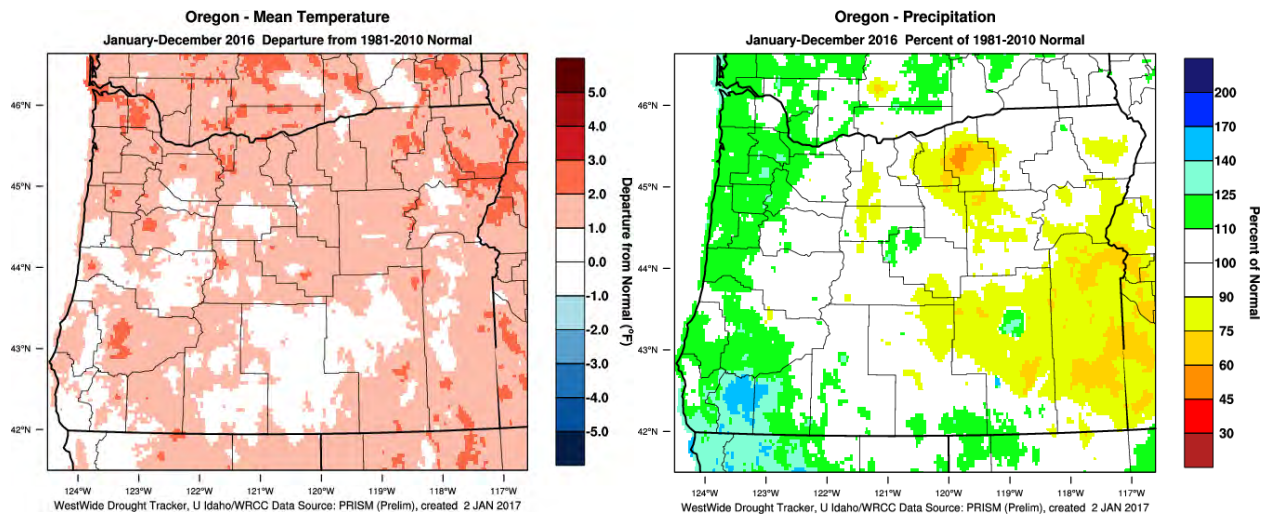 Oregon - Mean Temperature
January-December 2016 Departure from 1981-2010 Normal
46°N
45°N
44°N
43°N
42°N
124°W 123°W 122°W 121°W 120°W 119°W 118°W 117°W
5.0
4.0
3.0
2.0
1.0
0.0
-1.0
-2.0
-3.0
-4.0
-5.0
Departure from Normal (°F)
WestWide Drought Tracker, U Idaho/WRCC Data Source: PRISM (Prelim), created 2 JAN 2017
Oregon - Precipitation
January-December 2016 Percent of 1981-2010 Normal
46°N
45°N
44°N
43°N
42°N
124°W 123°W 122°W 121°W 120°W 119°W 118°W 117°W
200
170
140
125
110
100
90
75
60
45
30
Percent of Normal
WestWide Drought Tracker, U Idaho/WRCC Data Source: PRISM (Prelim), created 2 JAN 2017